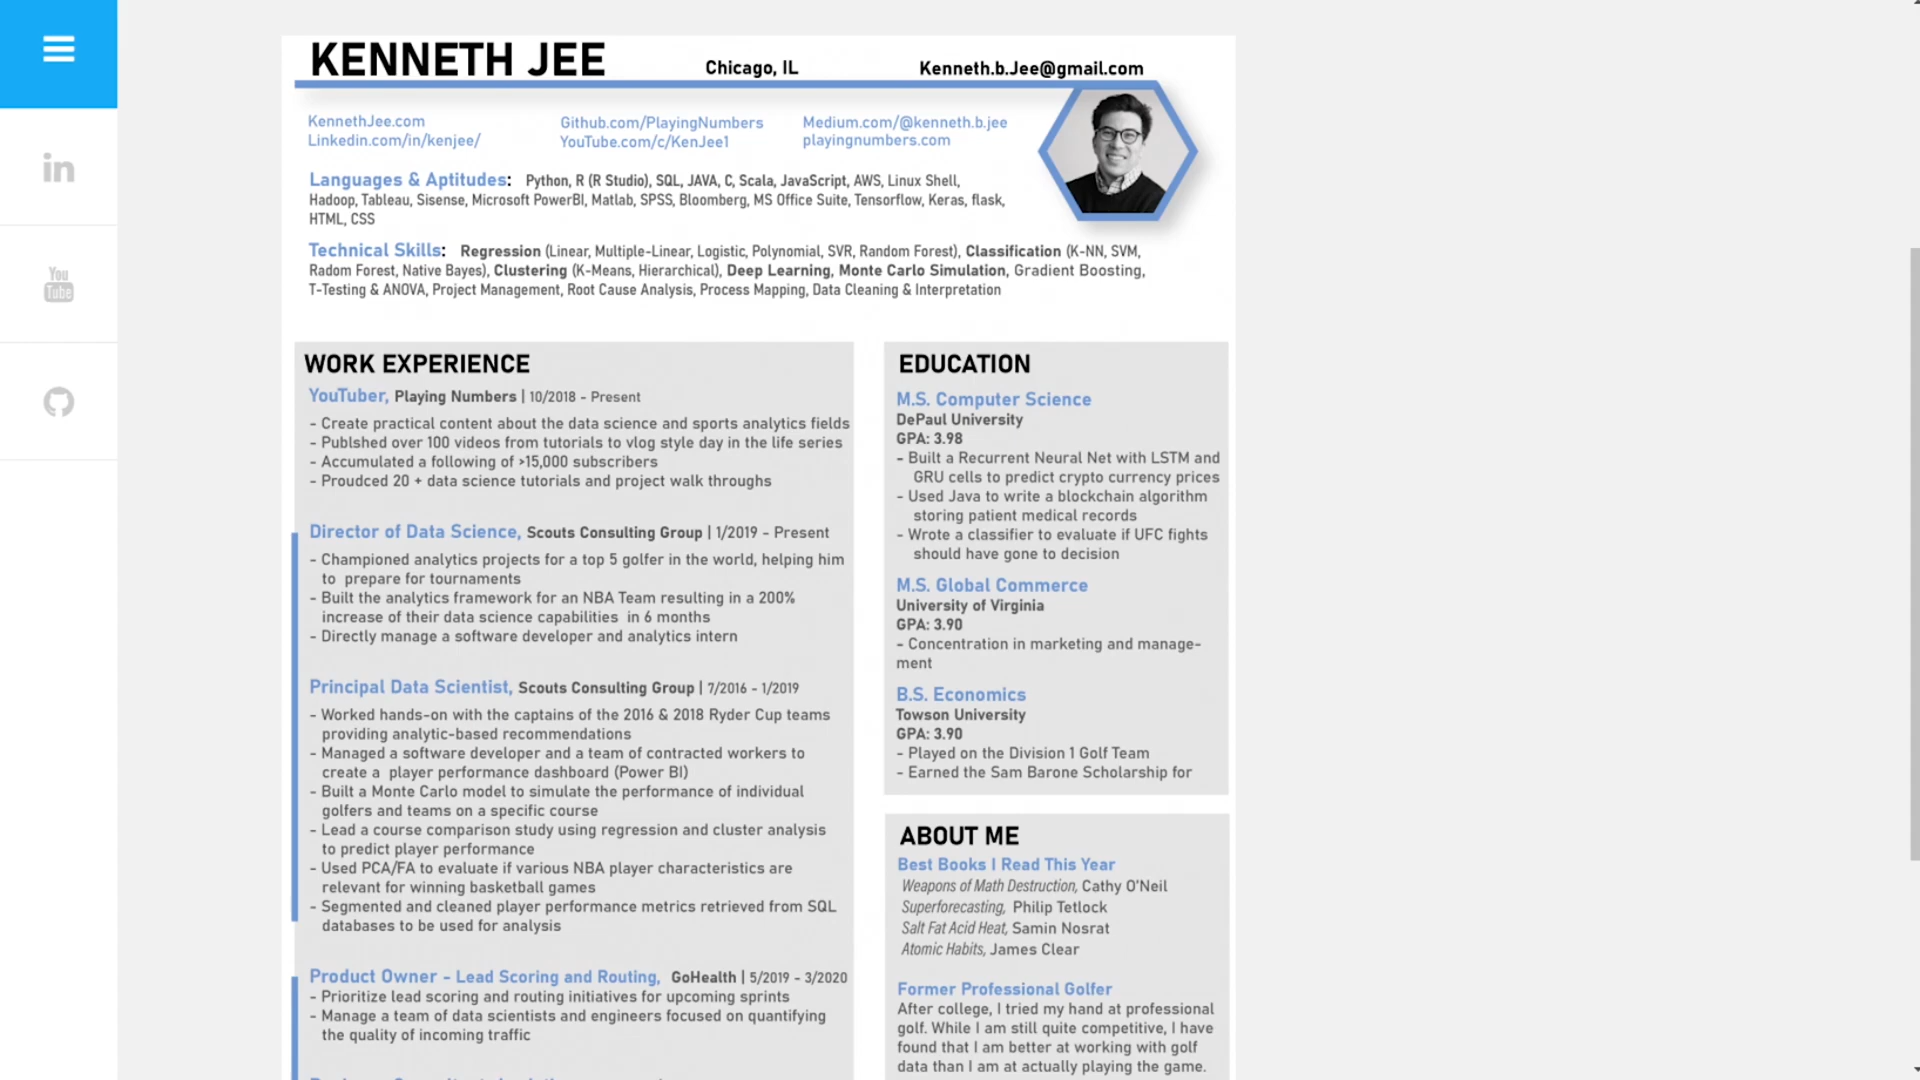 KENNETH JEE
Chicago, IL
Kenneth.b.Jee@gmail.com
KennethJee.com
Linkedin.com/in/kenjee/
Github.com/PlayingNumbers
YouTube.com/c/KenJee1
Medium.com/@kenneth.b.jee
playingnumbers.com
Languages & Aptitudes: Python, R (R Studio), SQL, JAVA, C, Scala, JavaScript, AWS, Linux Shell,
Hadoop, Tableau, Sisense, Microsoft PowerBI, Matlab, SPSS, Bloomberg, MS Office Suite, Tensorflow, Keras, flask,
HTML, CSS
Technical Skills: Regression (Linear, Multiple-Linear, Logistic, Polynomial, SVR, Random Forest), Classification (K-NN, SVM,
Radom Forest, Native Bayes), Clustering (K-Means, Hierarchical), Deep Learning, Monte Carlo Simulation, Gradient Boosting,
T-Testing & ANOVA, Project Management, Root Cause Analysis, Process Mapping, Data Cleaning & Interpretation
WORK EXPERIENCE
YouTuber, Playing Numbers | 10/2018 - Present
- Create practical content about the data science and sports analytics fields
- Publshed over 100 videos from tutorials to vlog style day in the life series
- Accumulated a following of >15,000 subscribers
- Proudced 20 + data science tutorials and project walk throughs
Director of Data Science, Scouts Consulting Group | 1/2019 - Present
- Championed analytics projects for a top 5 golfer in the world, helping him
to prepare for tournaments
- Built the analytics framework for an NBA Team resulting in a 200%
increase of their data science capabilities in 6 months
- Directly manage a software developer and analytics intern
Principal Data Scientist, Scouts Consulting Group | 7/2016 - 1/2019
- Worked hands-on with the captains of the 2016 & 2018 Ryder Cup teams
providing analytic-based recommendations
- Managed a software developer and a team of contracted workers to
create a player performance dashboard (Power BI)
- Built a Monte Carlo model to simulate the performance of individual
golfers and teams on a specific course
- Lead a course comparison study using regression and cluster analysis
to predict player performance
- Used PCA/FA to evaluate if various NBA player characteristics are
relevant for winning basketball games
- Segmented and cleaned player performance metrics retrieved from SQL
databases to be used for analysis
Product Owner - Lead Scoring and Routing, GoHealth | 5/2019 - 3/2020
- Prioritize lead scoring and routing initiatives for upcoming sprints
- Manage a team of data scientists and engineers focused on quantifying
the quality of incoming traffic
EDUCATION
M.S. Computer Science
DePaul University
GPA: 3.98
- Built a Recurrent Neural Net with LSTM and
GRU cells to predict crypto currency prices
- Used Java to write a blockchain algorithm
storing patient medical records
- Wrote a classifier to evaluate if UFC fights
should have gone to decision
M.S. Global Commerce
University of Virginia
GPA: 3.90
- Concentration in marketing and manage-
ment
B.S. Economics
Towson University
GPA: 3.90
- Played on the Division 1 Golf Team
- Earned the Sam Barone Scholarship for
ABOUT ME
Best Books I Read This Year
Weapons of Math Destruction, Cathy O'Neil
Superforecasting, Philip Tetlock
Salt Fat Acid Heat, Samin Nosrat
Atomic Habits, James Clear
Former Professional Golfer
After college, I tried my hand at professional
golf. While I am still quite competitive, I have
found that I am better at working with golf
data than I am at actually playing the game.
in
You
Tube